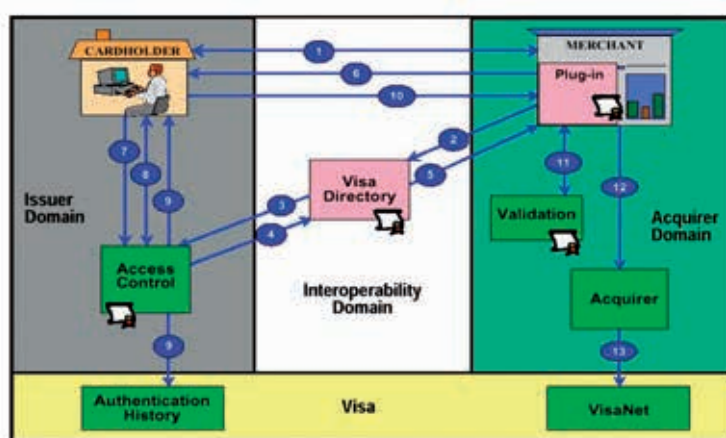 CARDHOLDER
MERCHANT
Plug-in
1
6
10
2
5
7
8
9
11
12
Issuer
Domain
Visa
Directory
3
4
Validation
Acquirer
Domain
Access
Control
Interoperability
Domain
Acquirer
9
13
Authentication
History
Visa
VisaNet